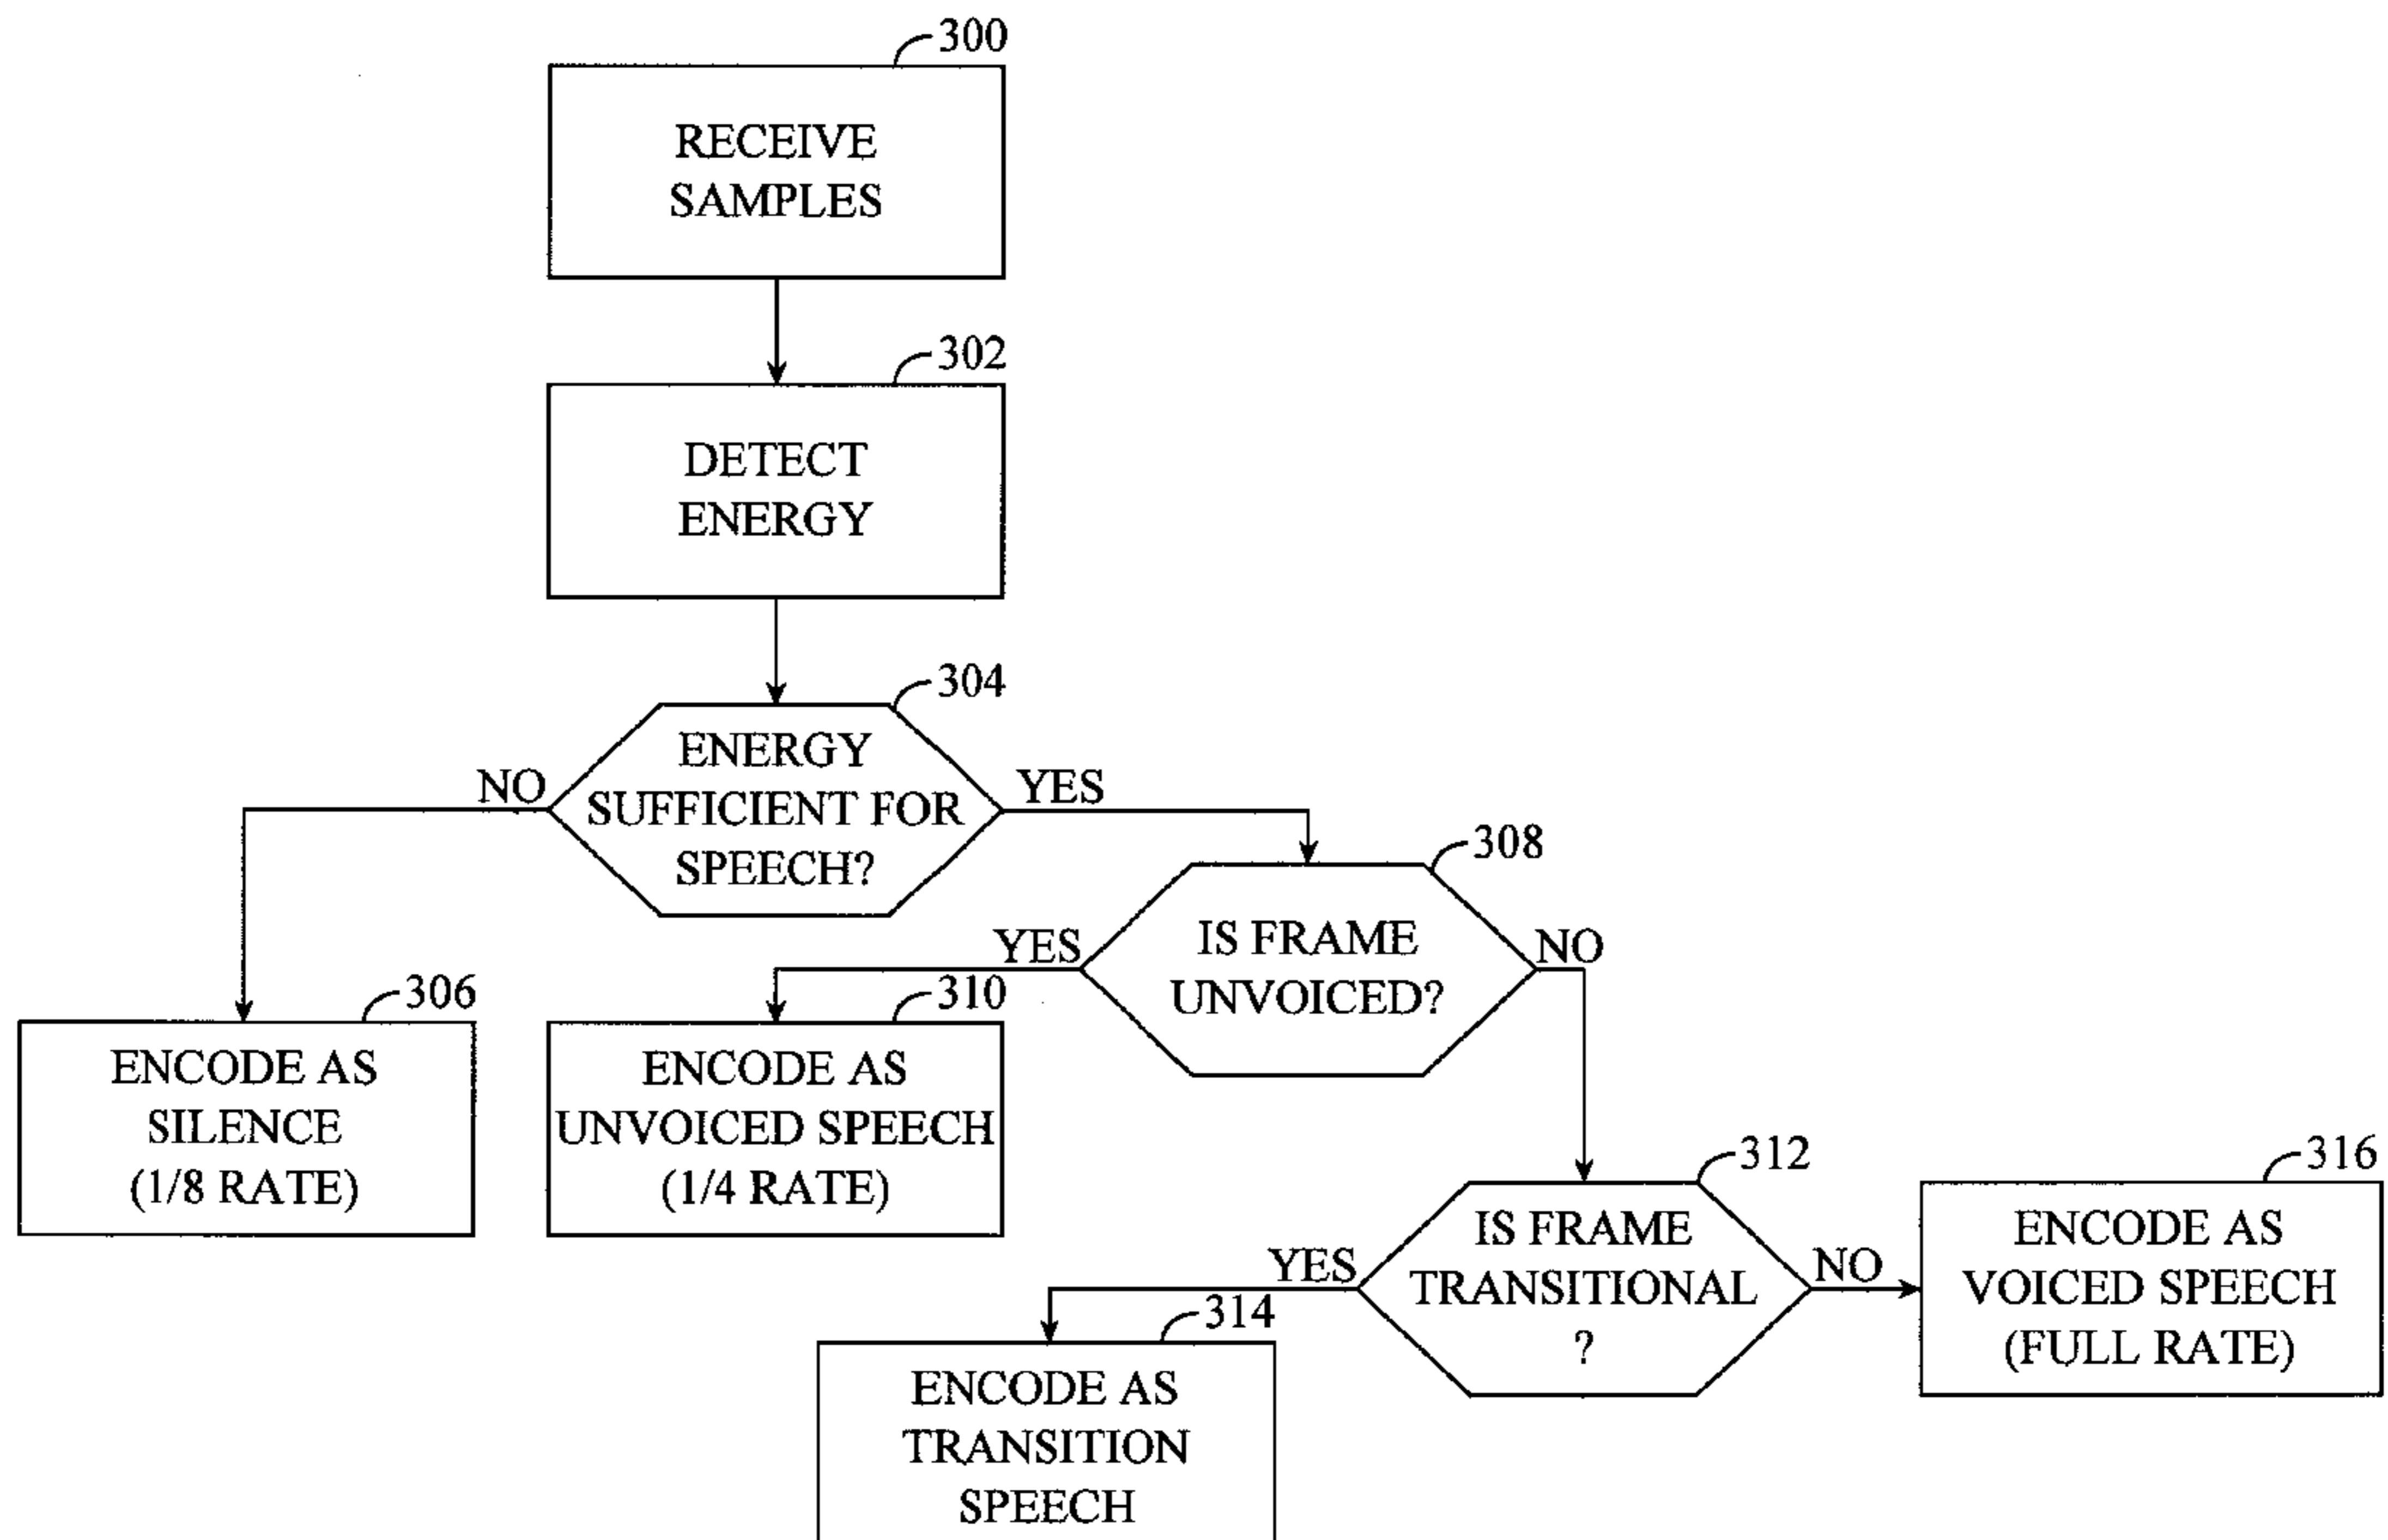 300
RECEIVE
SAMPLES
302
DETECT
ENERGY
304
ENERGY
SUFFICIENT FOR
SPEECH?
NO
YES
308
IS FRAME
UNVOICED?
YES
NO
306
ENCODE AS
SILENCE
(1/8 RATE)
310
ENCODE AS
UNVOICED SPEECH
(1/4 RATE)
312
IS FRAME
TRANSITIONAL
?
YES
NO
316
ENCODE AS
VOICED SPEECH
(FULL RATE)
314
ENCODE AS
TRANSITION
SPEECH